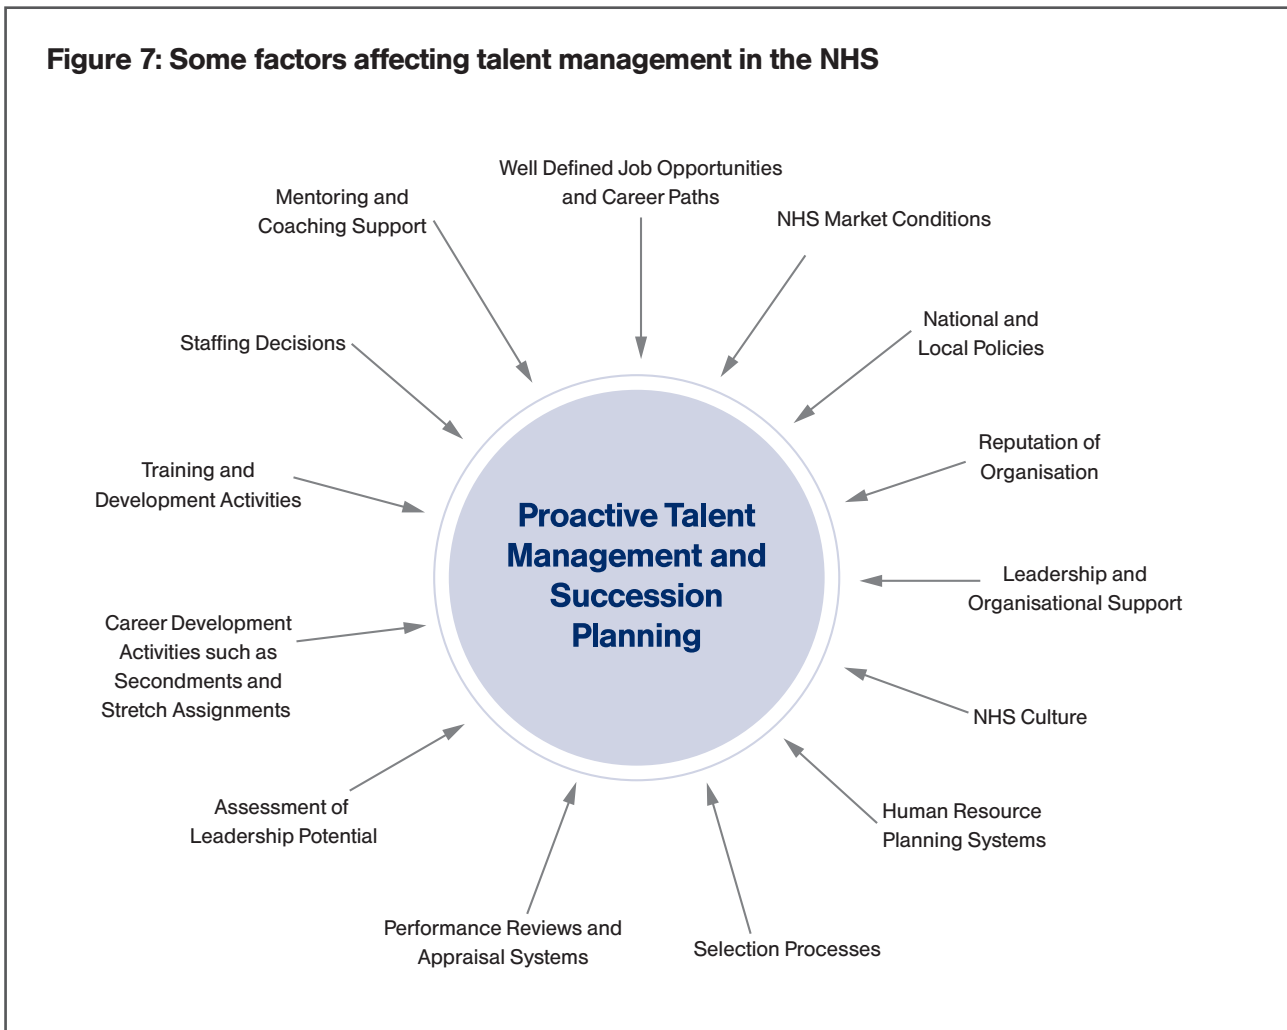 Figure 7: Some factors affecting talent management in the NHS
Well Defined Job Opportunities
and Career Paths
NHS Market Conditions
National and
Local Policies
Reputation of
Organisation
Leadership and
Organisational Support
NHS Culture
Human Resource
Planning Systems
Selection Processes
Performance Reviews and
Appraisal Systems
Assessment of
Leadership Potential
Career Development
Activities such as
Secondments and
Stretch Assignments
Training and
Development Activities
Staffing Decisions
Mentoring and
Coaching Support
Proactive Talent
Management and
Succession
Planning